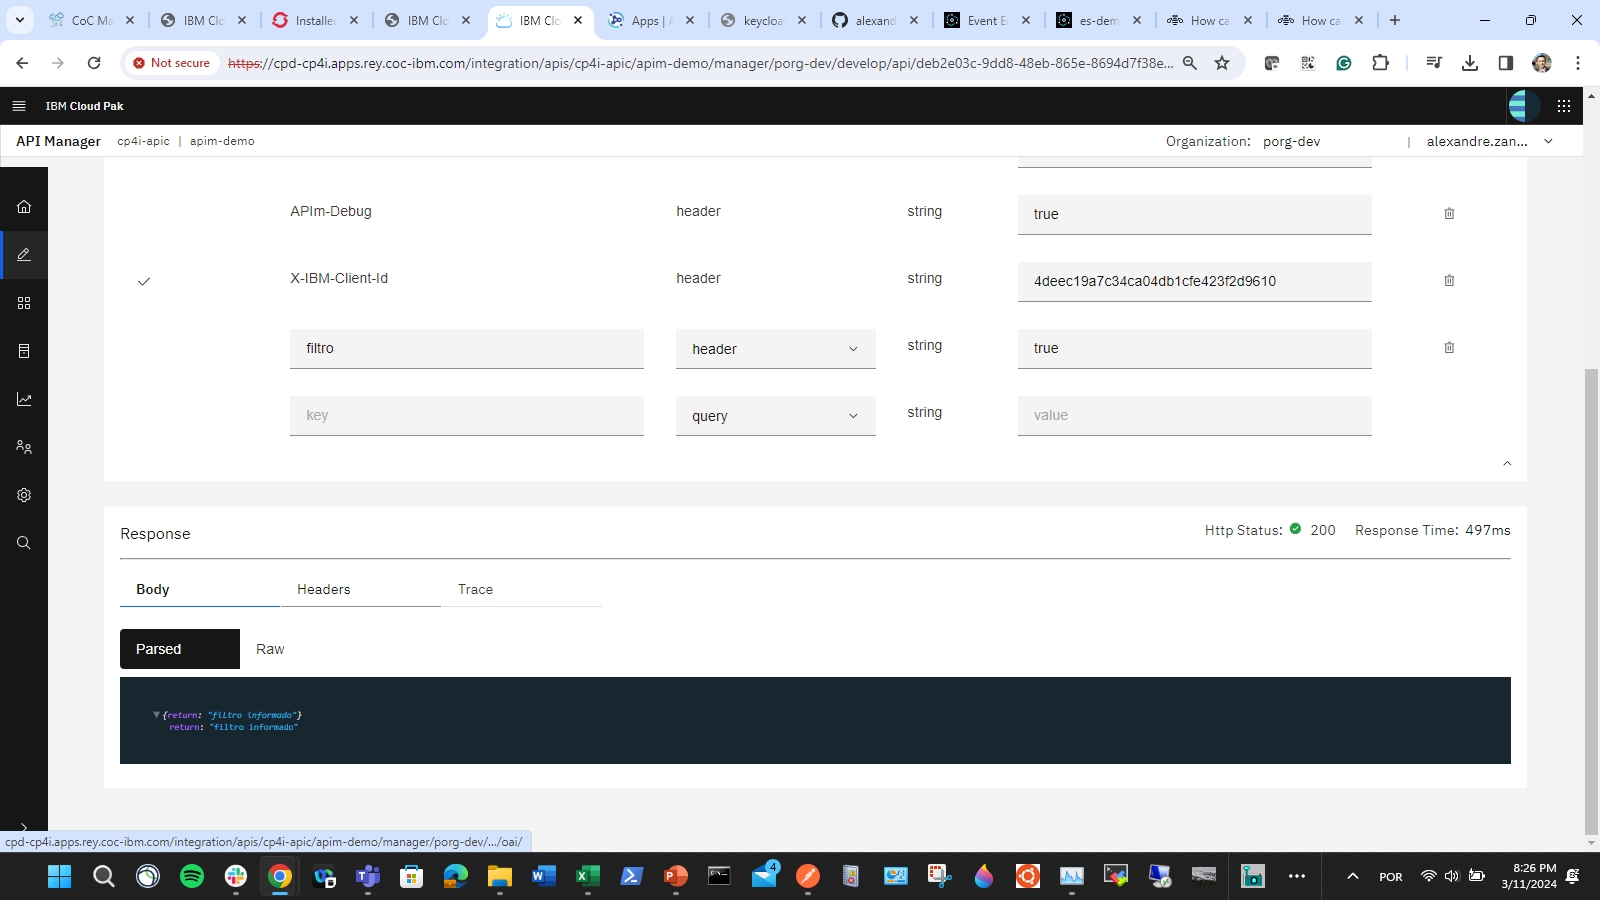 CoC Ma
IBM Clo
Installed
IBM Clo
IBM Clo
Apps | A
keycloa
alexand
Event E
es-dem
How ca
How ca
Not secure
https://cpd-cp4i.apps.rey.coc-ibm.com/integration/apis/cp4i-apic/apim-demo/manager/porg-dev/develop/api/deb2e03c-9dd8-48eb-865e-8694d7f38e...
IBM Cloud Pak
API Manager cp4i-apic | apim-demo
Organization: porg-dev | alexandre.zan...
APIm-Debug header string true
X-IBM-Client-Id header string 4deec19a7c34ca04db1cfe423f2d9610
filtro header string true
key query string value
Response
Http Status: 200 Response Time: 497ms
Body Headers Trace
Parsed Raw
{return: "filtro informado"}
return: "filtro informado"
cpd-cp4i.apps.rey.coc-ibm.com/integration/apis/cp4i-apic/apim-demo/manager/porg-dev/.../oai/
4
POR
8:26 PM
3/11/2024